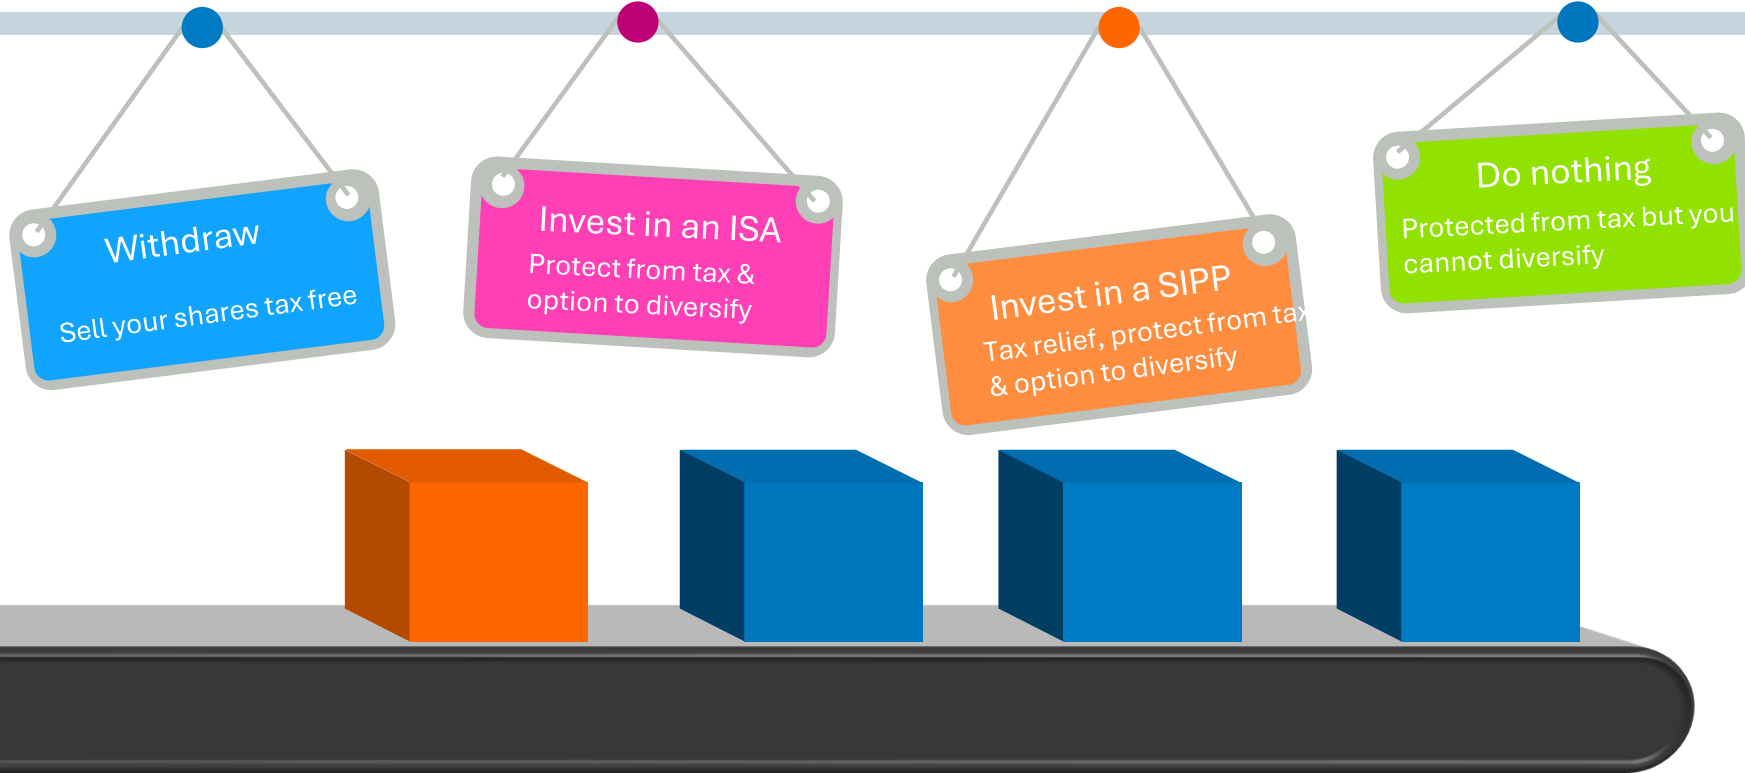 Withdraw
Sell your shares tax free
Invest in an ISA
Protect from tax &
option to diversify
Invest in a SIPP
Tax relief, protect from tax
& option to diversify
Do nothing
Protected from tax but you
cannot diversify